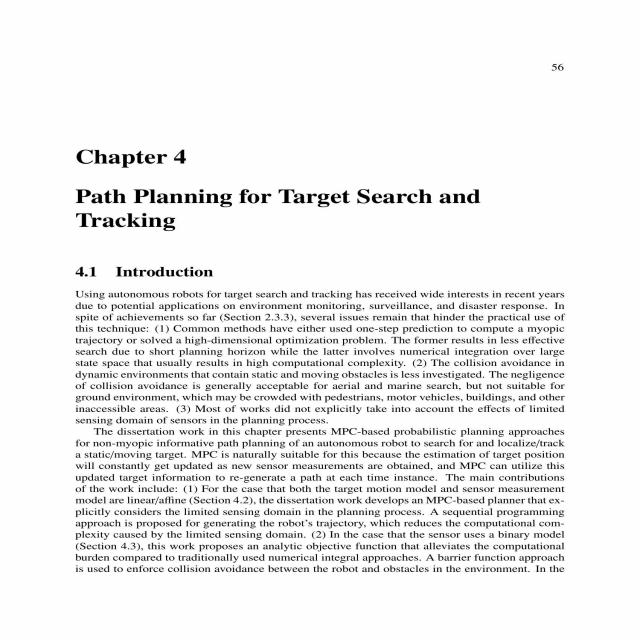 56
Chapter 4
Path Planning for Target Search and
Tracking
4.1 Introduction
Using autonomous robots for target search and tracking has received wide interests in recent years
due to potential applications on environment monitoring, surveillance, and disaster response. In
spite of achievements so far (Section 2.3.3), several issues remain that hinder the practical use of
this technique: (1) Common methods have either used one-step prediction to compute a myopic
trajectory or solved a high-dimensional optimization problem. The former results in less effective
search due to short planning horizon while the latter involves numerical integration over large
state space that usually results in high computational complexity. (2) The collision avoidance in
dynamic environments that contain static and moving obstacles is less investigated. The negligence
of collision avoidance is generally acceptable for aerial and marine search, but not suitable for
ground environment, which may be crowded with pedestrians, motor vehicles, buildings, and other
inaccessible areas. (3) Most of works did not explicitly take into account the effects of limited
sensing domain of sensors in the planning process.
The dissertation work in this chapter presents MPC-based probabilistic planning approaches
for non-myopic informative path planning of an autonomous robot to search for and localize/track
a static/moving target. MPC is naturally suitable for this because the estimation of target position
will constantly get updated as new sensor measurements are obtained, and MPC can utilize this
updated target information to re-generate a path at each time instance. The main contributions
of the work include: (1) For the case that both the target motion model and sensor measurement
model are linear/affine (Section 4.2), the dissertation work develops an MPC-based planner that ex-
plicitly considers the limited sensing domain in the planning process. A sequential programming
approach is proposed for generating the robot's trajectory, which reduces the computational com-
plexity caused by the limited sensing domain. (2) In the case that the sensor uses a binary model
(Section 4.3), this work proposes an analytic objective function that alleviates the computational
burden compared to traditionally used numerical integral approaches. A barrier function approach
is used to enforce collision avoidance between the robot and obstacles in the environment. In the